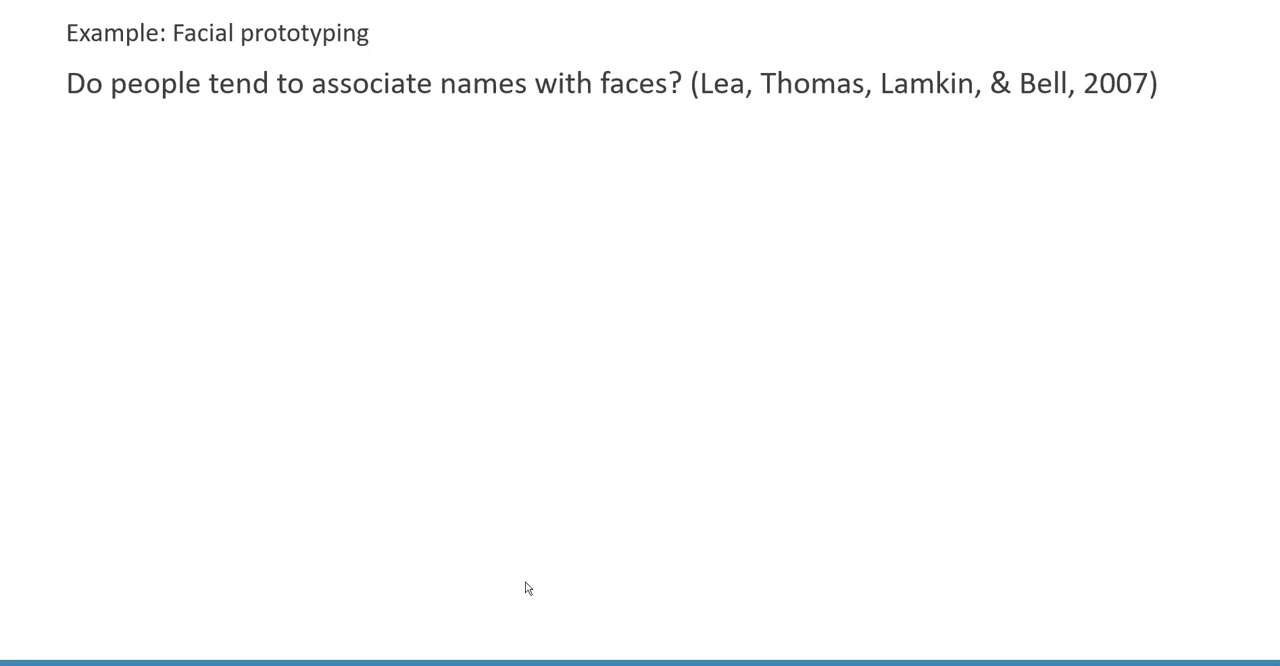 Example: Facial prototyping
Do people tend to associate names with faces? (Lea, Thomas, Lamkin, & Bell, 2007)